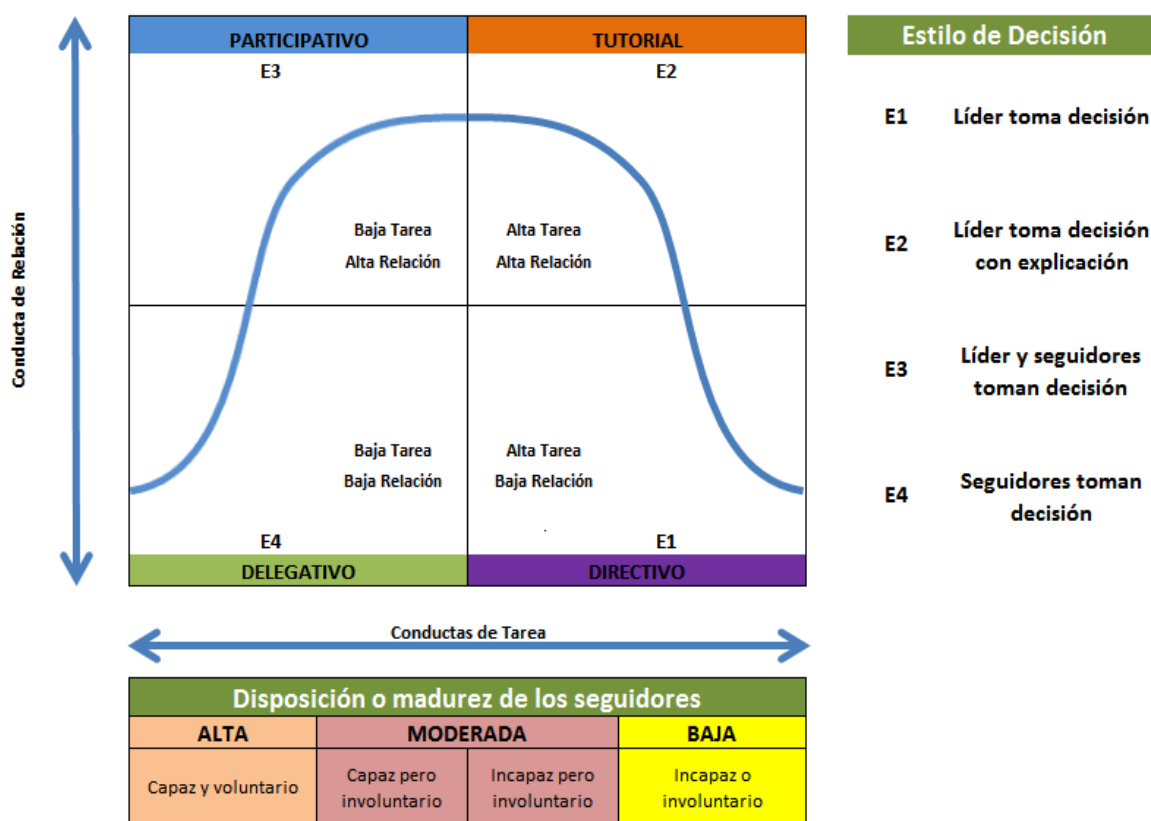 PARTICIPATIVO
TUTORIAL
E3
E2
Baja Tarea
Alta Relación
Alta Tarea
Alta Relación
Conducta de Relación
Baja Tarea
Baja Relación
Alta Tarea
Baja Relación
E4
E1
DELEGATIVO
DIRECTIVO
Conductas de Tarea
Estilo de Decisión
E1 Líder toma decisión
E2 Líder toma decisión
con explicación
E3 Líder y seguidores
toman decisión
E4 Seguidores toman
decisión
Disposición o madurez de los seguidores
ALTA
MODERADA
BAJA
Capaz y voluntario
Capaz pero
involuntario
Incapaz pero
involuntario
Incapaz o
involuntario